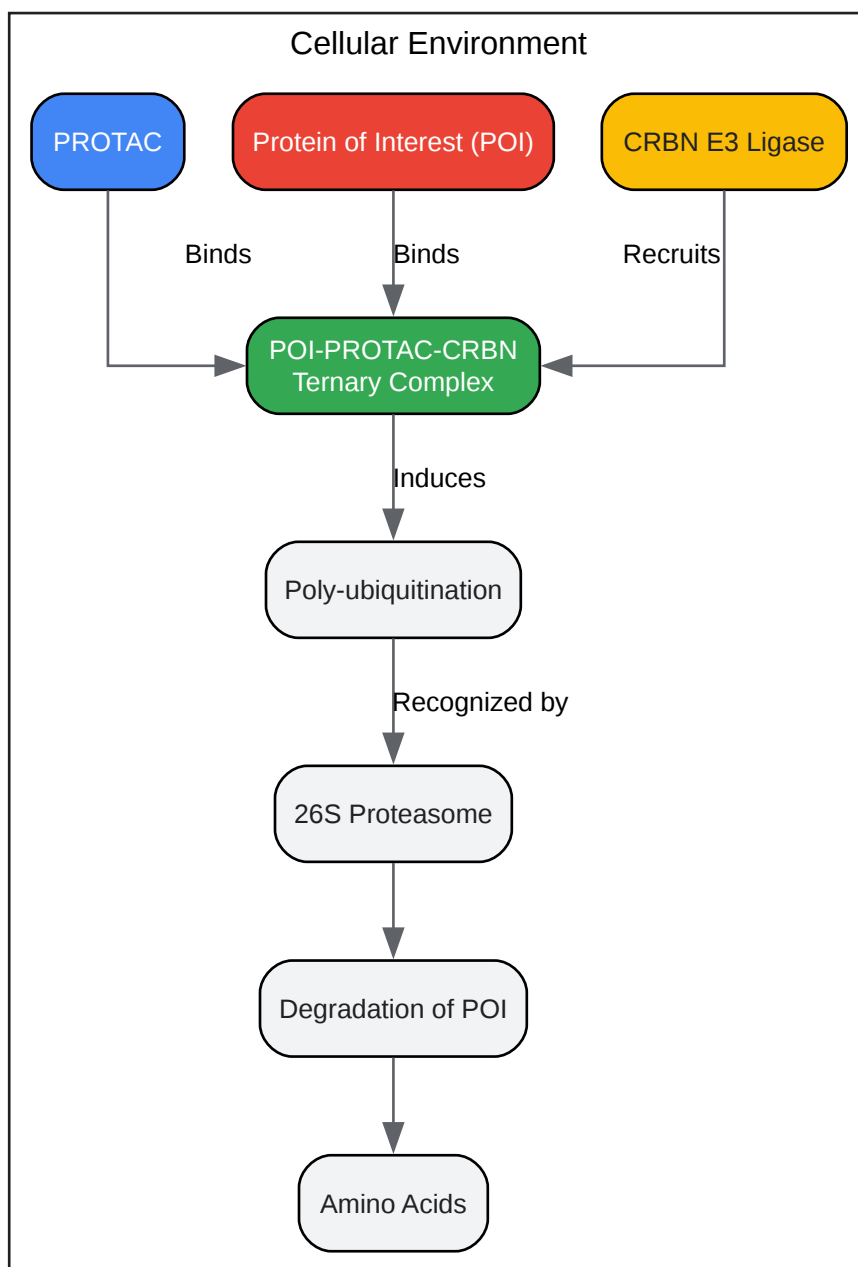 Cellular Environment
PROTAC
Protein of Interest (POI)
CRBN E3 Ligase
Binds
Binds
Recruits
POI-PROTAC-CRBN
Ternary Complex
Induces
Poly-ubiquitination
Recognized by
26S Proteasome
Degradation of POI
Amino Acids